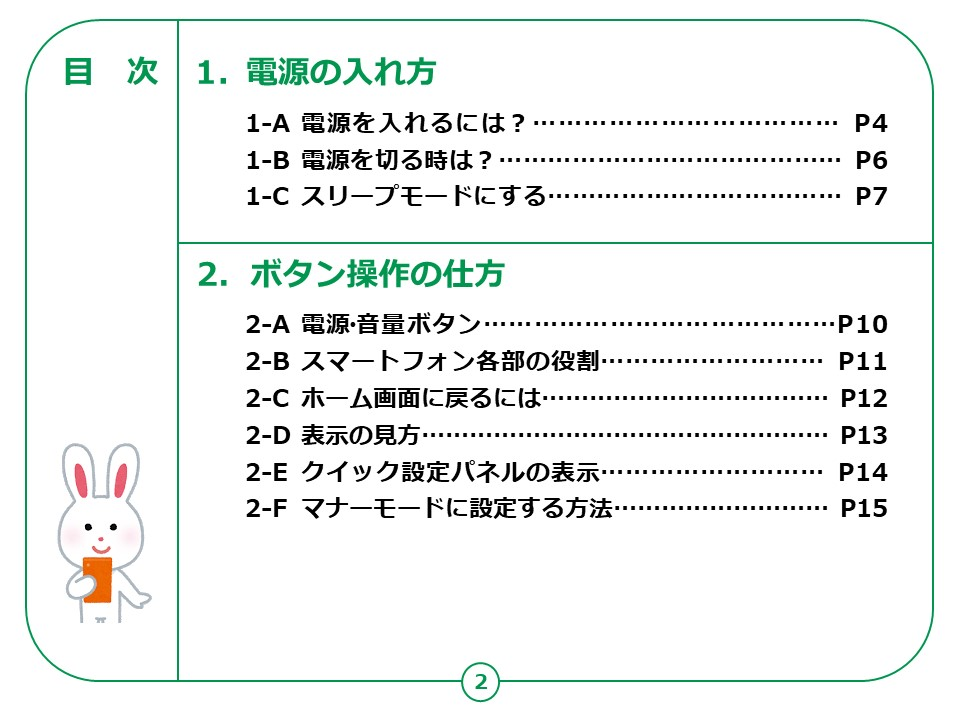 目 次
1. 電源の入れ方
1-A 電源を入れるには？……………………………… P4
1-B 電源を切る時は？…………………………………… P6
1-C スリープモードにする……………………………… P7
2. ボタン操作の仕方
2-A 電源・音量ボタン……………………………………P10
2-B スマートフォン各部の役割……………………… P11
2-C ホーム画面に戻るには……………………………… P12
2-D 表示の見方…………………………………………… P13
2-E クイック設定パネルの表示……………………… P14
2-F マナーモードに設定する方法……………………… P15
2